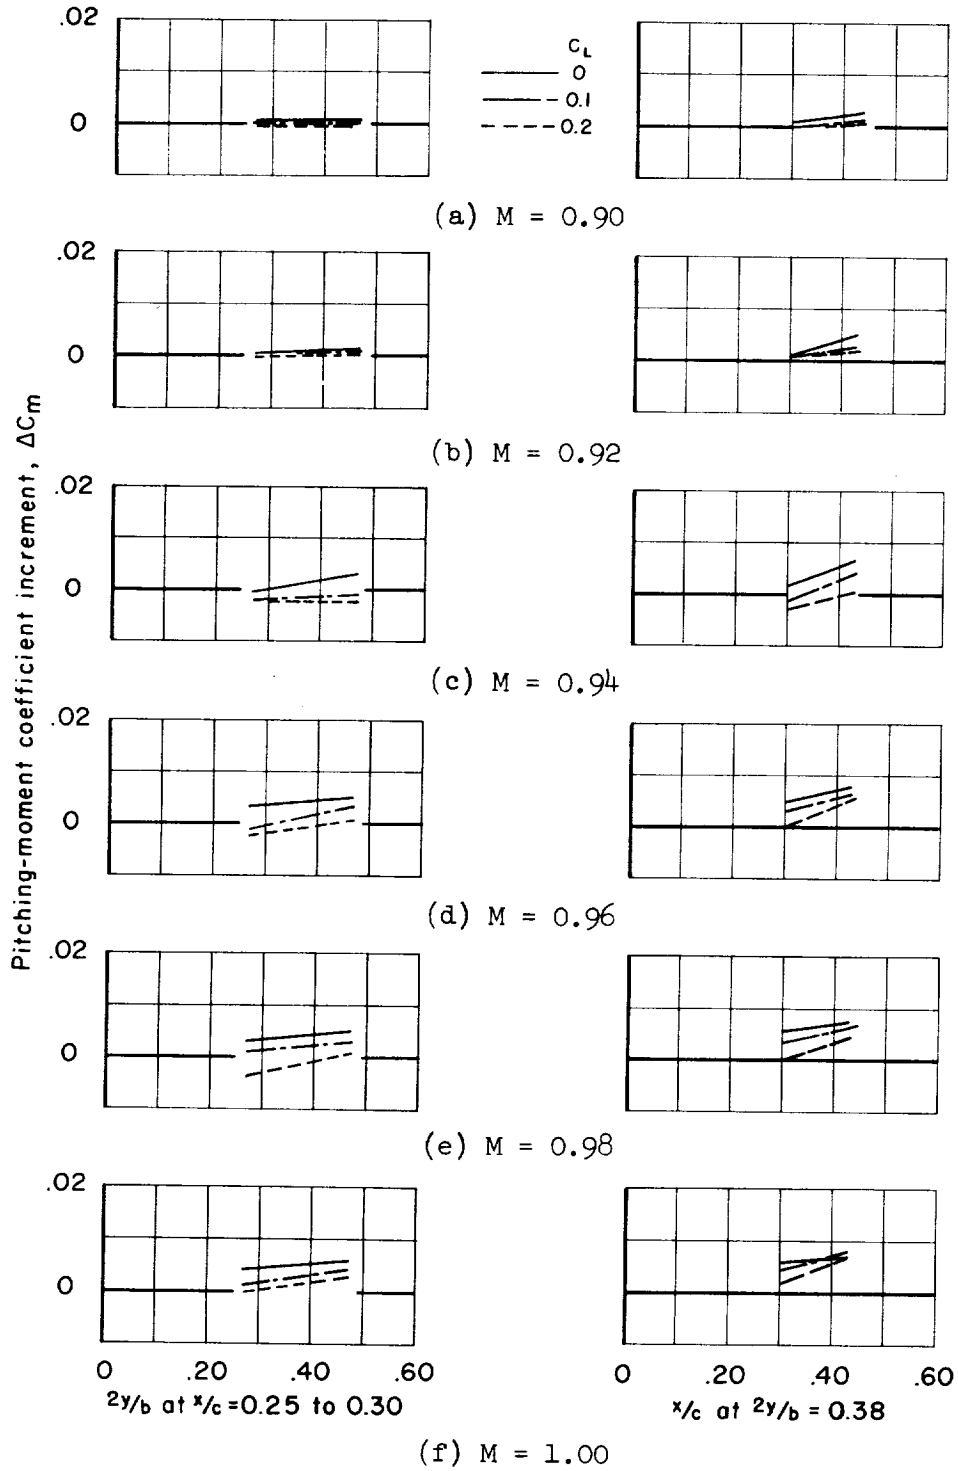 .02
0
C_L
0
0.1
0.2
(a) M = 0.90
.02
0
(b) M = 0.92
.02
0
(c) M = 0.94
Pitching-moment coefficient increment, ΔCm
.02
0
(d) M = 0.96
.02
0
(e) M = 0.98
.02
0
0 .20 .40 .60
2y/b at x/c = 0.25 to 0.30
0 .20 .40 .60
x/c at 2y/b = 0.38
(f) M = 1.00